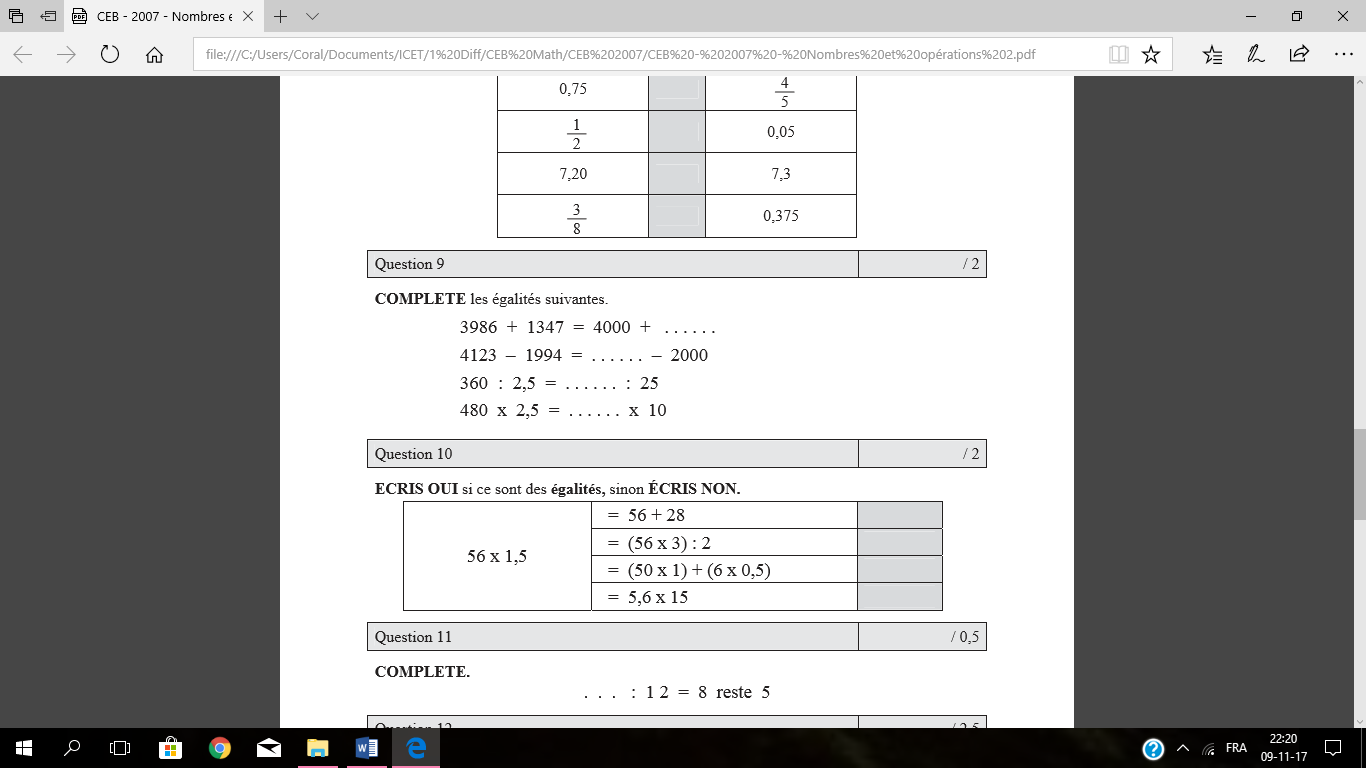 CEB - 2007 - Nombres e
file:///C:/Users/Coral/Documents/ICET/1%20Diff/CEB%20Math/CEB%202007/CEB%20-%202007%20-%20Nombres%20et%20opérations%202.pdf
0,75 4/5
1/2 0,05
7,20 7,3
3/8 0,375
Question 9 / 2
COMPLETE les égalités suivantes.
3986 + 1347 = 4000 + . . . . . .
4123 – 1994 = . . . . . . – 2000
360 : 2,5 = . . . . . . : 25
480 x 2,5 = . . . . . . x 10
Question 10 / 2
ECRIS OUI si ce sont des égalités, sinon ÉCRIS NON.
= 56 + 28
= (56 x 3) : 2
56 x 1,5
= (50 x 1) + (6 x 0,5)
= 5,6 x 15
Question 11 / 0,5
COMPLETE.
. . . : 1 2 = 8 reste 5
Question 12 / 2,5
FRA
22:20
09-11-17